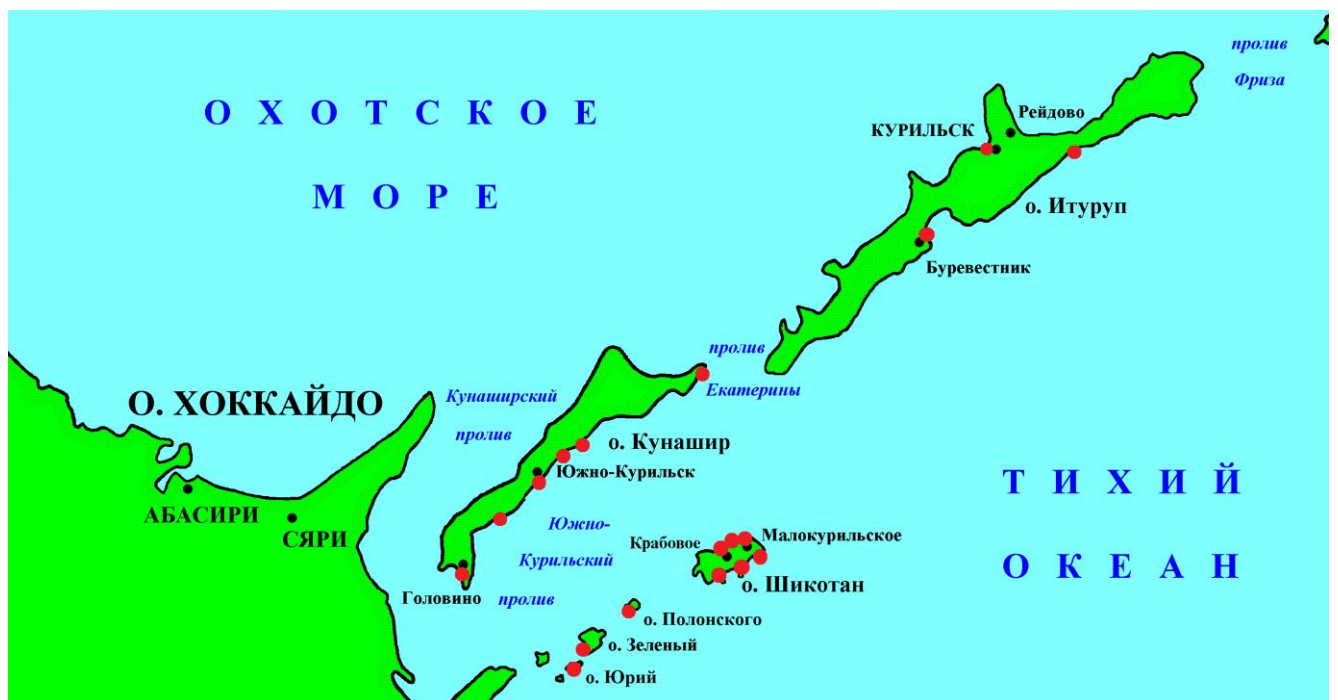 пролив
Фриза
О Х О Т С К О Е
М О Р Е
Рейдово
КУРИЛЬСК
о. Итуруп
Буревестник
пролив
Екатерины
О. ХОККАЙДО
Кунаширский
пролив
о. Кунашир
Южно-Курильск
АБАСИРИ
СЯРИ
Южно-
Курильский
пролив
Головино
Т И Х И Й
О К Е А Н
Крабовое
Малокурильское
о. Шикотан
о. Полонского
о. Зеленый
о. Юрий